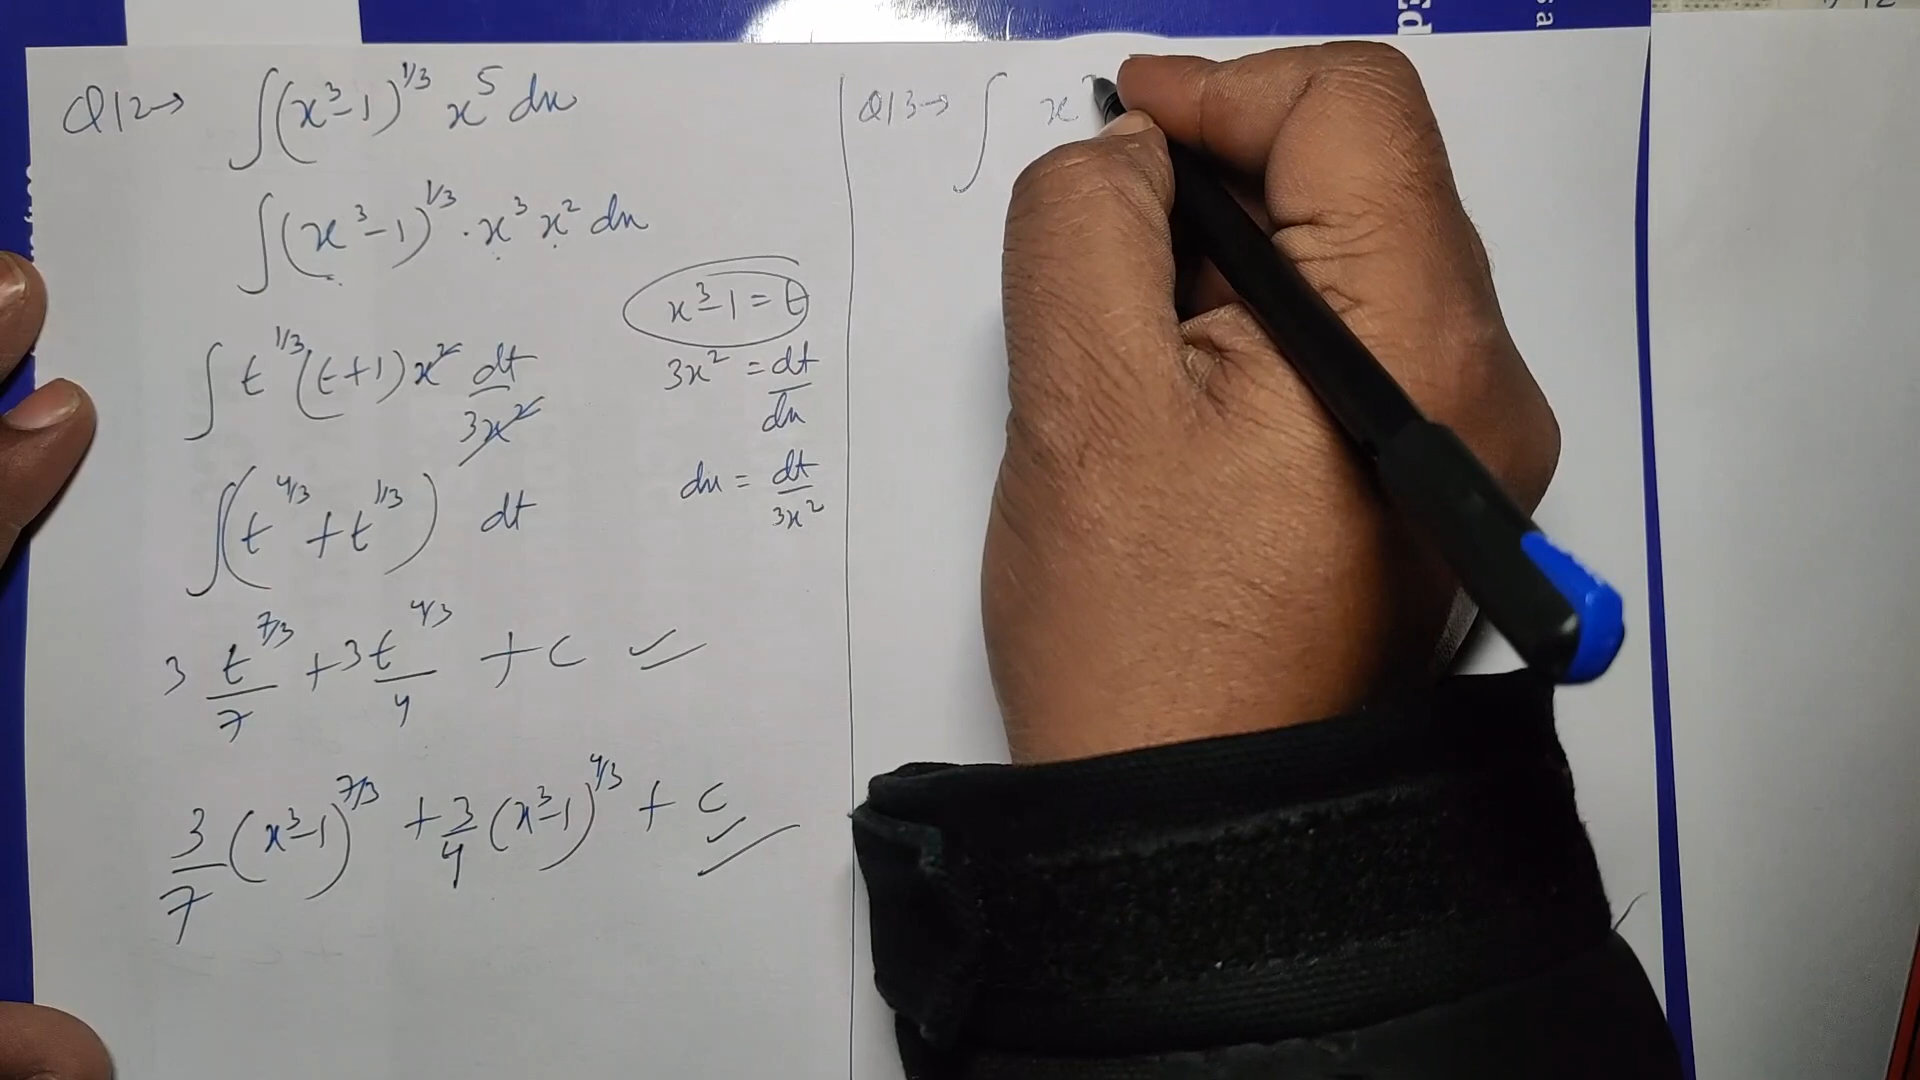 Q12→ ∫(x³-1)^1/3 x⁵ dx
∫(x³-1)^1/3 . x³ x² dx
x³-1 = t
∫ t^1/3 (t+1) x² dt/3x²
3x² = dt/dx
∫(t^4/3 + t^1/3) dt
dx = dt/3x²
3 t^7/3 / 7 + 3 t^4/3 / 4 + c
3/7 (x³-1)^7/3 + 3/4 (x³-1)^4/3 + c
Q13→ ∫ x
Ed
sa